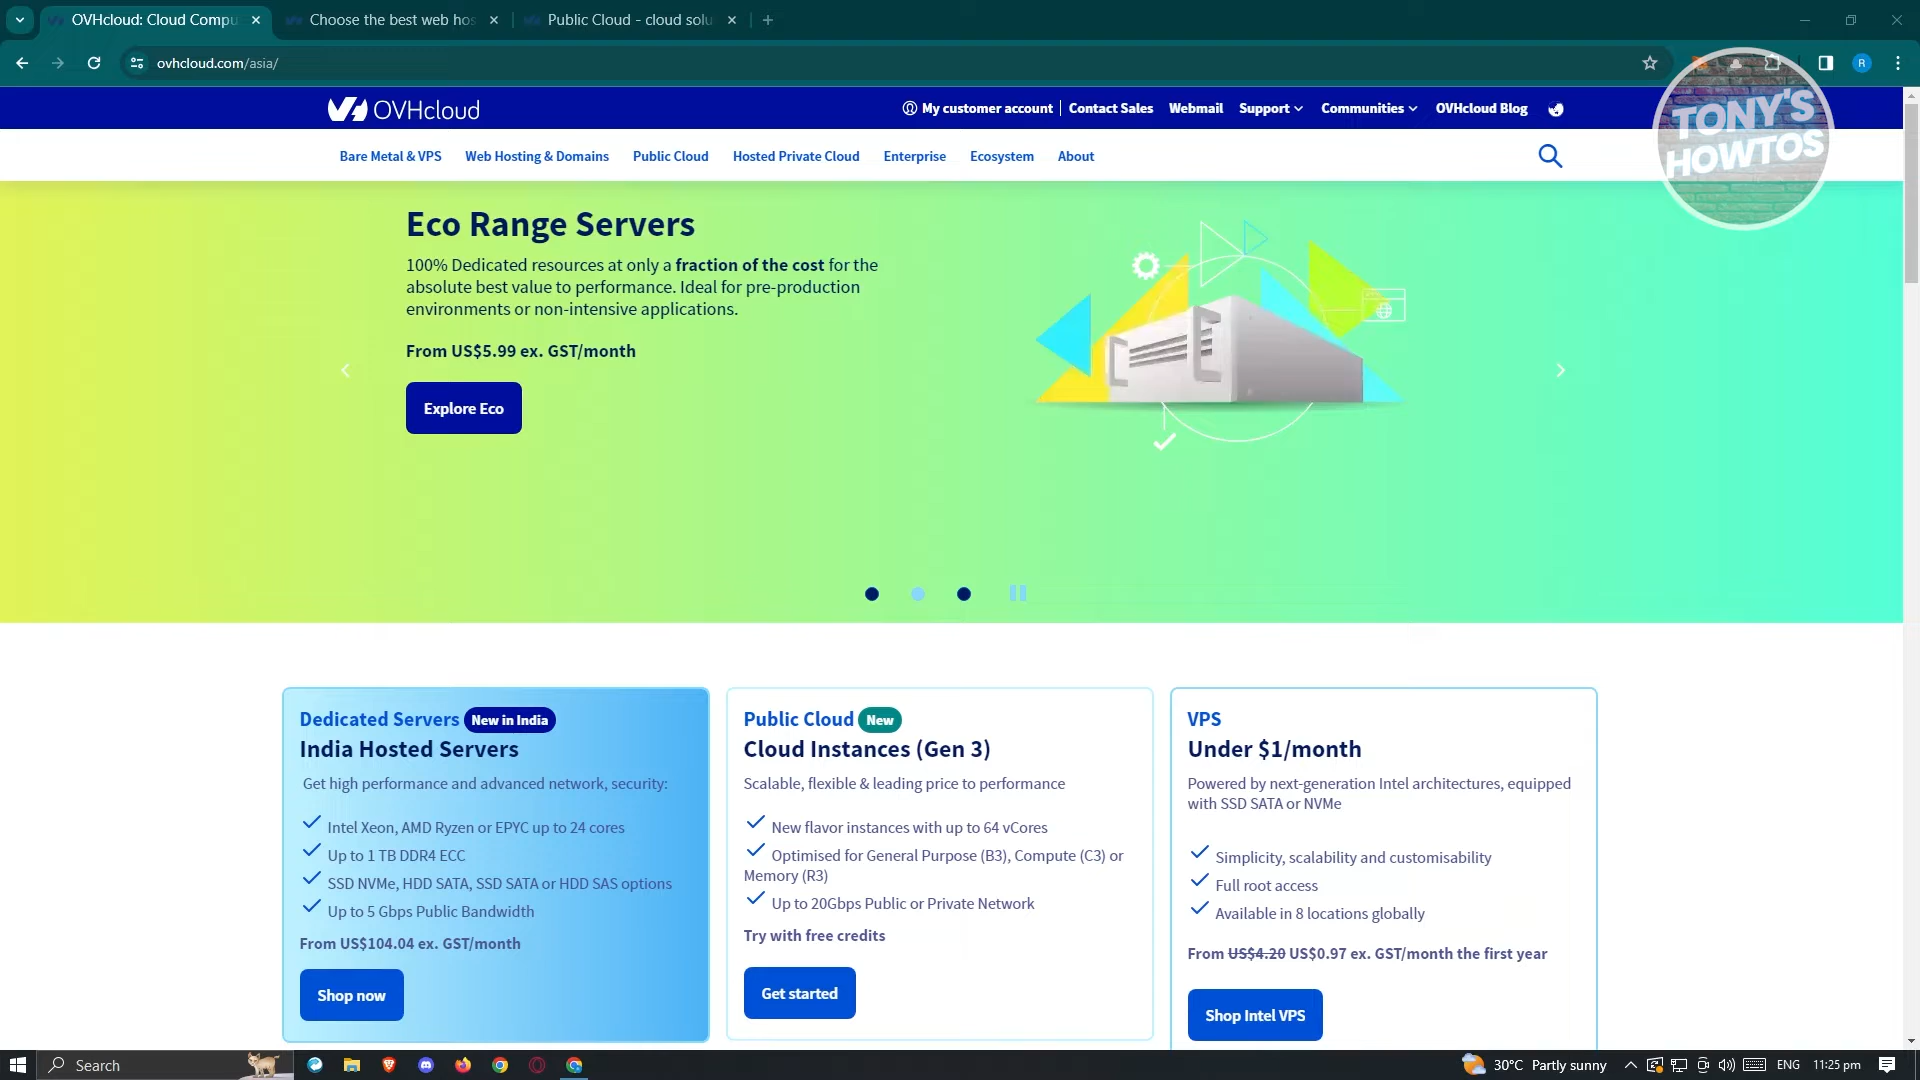 OVHcloud: Cloud Compu
Choose the best web hos
Public Cloud - cloud solu
ovhcloud.com/asia/
R
TONY'S
HOWTOS
OVHcloud
My customer account
Contact Sales
Webmail
Support
Communities
OVHcloud Blog
Bare Metal & VPS
Web Hosting & Domains
Public Cloud
Hosted Private Cloud
Enterprise
Ecosystem
About
Eco Range Servers
100% Dedicated resources at only a fraction of the cost for the
absolute best value to performance. Ideal for pre-production
environments or non-intensive applications.
From US$5.99 ex. GST/month
Explore Eco
Dedicated Servers New in India
India Hosted Servers
Get high performance and advanced network, security:
Intel Xeon, AMD Ryzen or EPYC up to 24 cores
Up to 1 TB DDR4 ECC
SSD NVMe, HDD SATA, SSD SATA or HDD SAS options
Up to 5 Gbps Public Bandwidth
From US$104.04 ex. GST/month
Shop now
Public Cloud New
Cloud Instances (Gen 3)
Scalable, flexible & leading price to performance
New flavor instances with up to 64 vCores
Optimised for General Purpose (B3), Compute (C3) or
Memory (R3)
Up to 20Gbps Public or Private Network
Try with free credits
Get started
VPS
Under $1/month
Powered by next-generation Intel architectures, equipped
with SSD SATA or NVMe
Simplicity, scalability and customisability
Full root access
Available in 8 locations globally
From US$4.20 US$0.97 ex. GST/month the first year
Shop Intel VPS
Search
30°C Partly sunny
ENG
11:25 pm